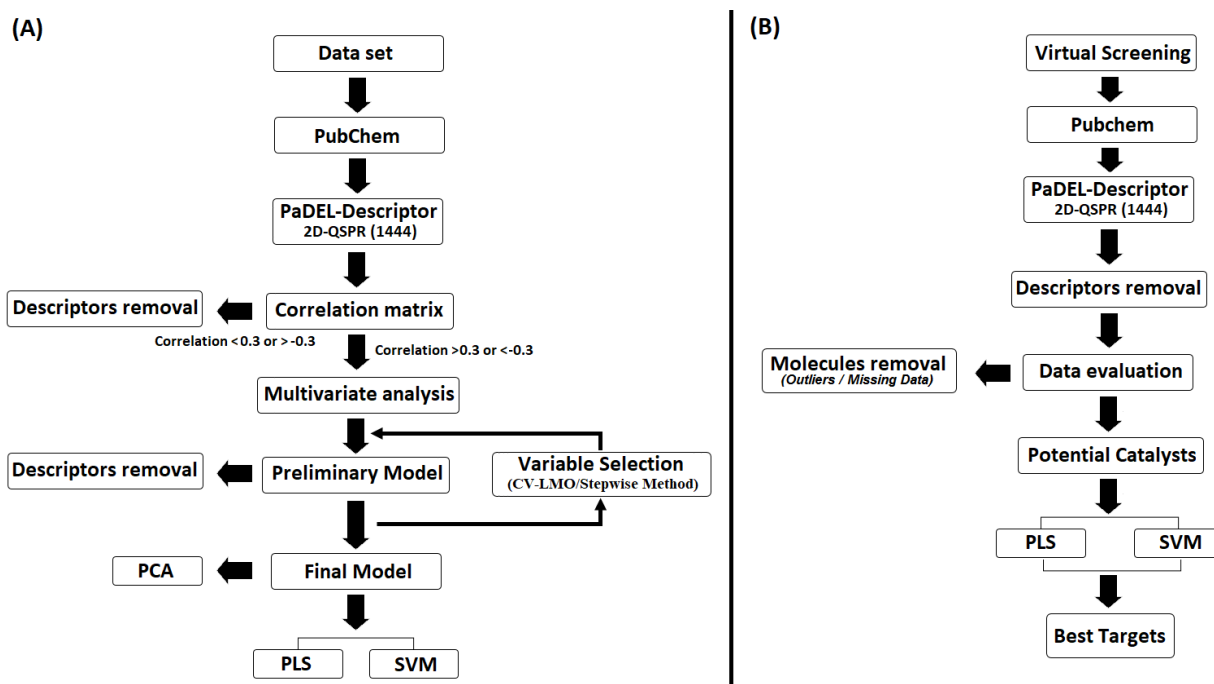 (A)
Data set
PubChem
PaDEL-Descriptor
2D-QSPR (1444)
Descriptors removal
Correlation matrix
Correlation <0.3 or >-0.3
Correlation >0.3 or <-0.3
Multivariate analysis
Descriptors removal
Preliminary Model
Variable Selection
(CV-LMO/Stepwise Method)
PCA
Final Model
PLS
SVM
(B)
Virtual Screening
Pubchem
PaDEL-Descriptor
2D-QSPR (1444)
Descriptors removal
Molecules removal
(Outliers / Missing Data)
Data evaluation
Potential Catalysts
PLS
SVM
Best Targets